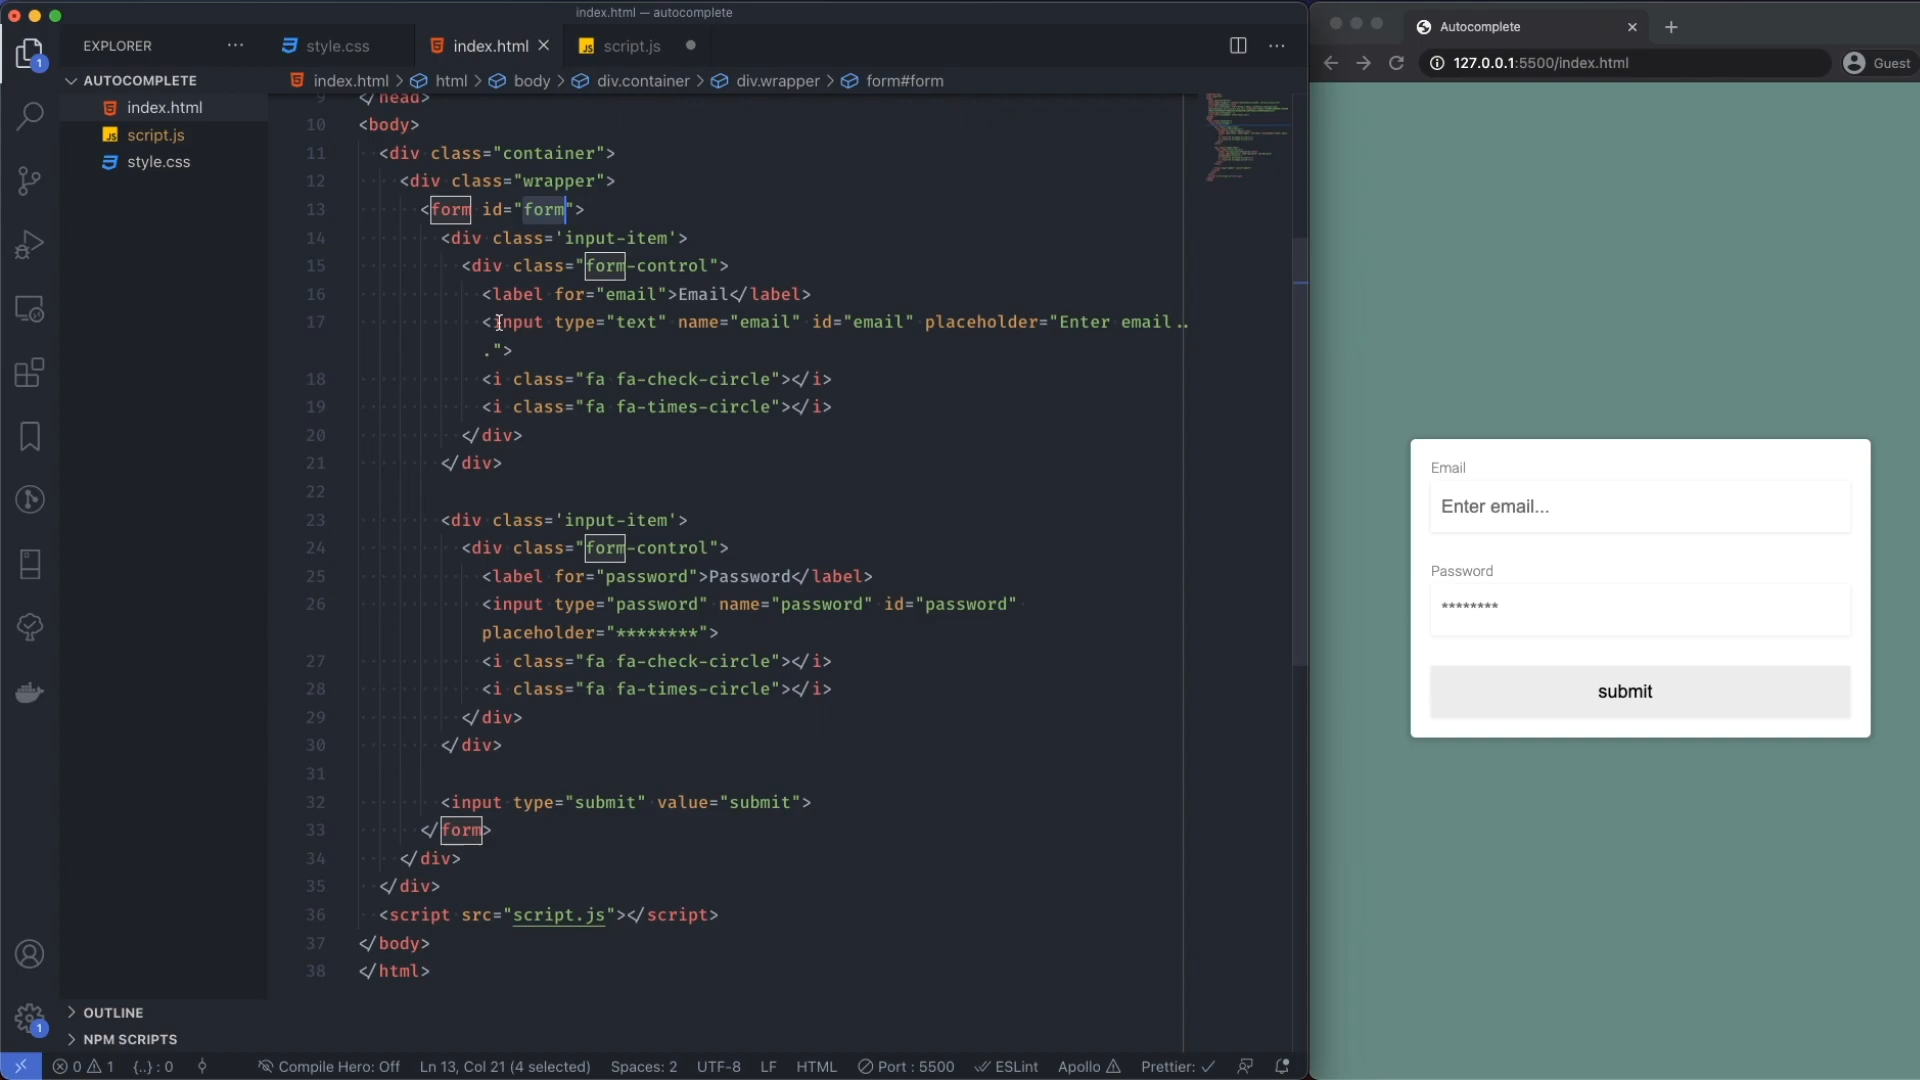 index.html — autocomplete
EXPLORER
style.css
index.html
script.js
AUTOCOMPLETE
index.html
script.js
style.css
index.html > html > body > div.container > div.wrapper > form#form
9 </head>
10 <body>
11 <div class="container">
12 <div class="wrapper">
13 <form id="form">
14 <div class='input-item'>
15 <div class="form-control">
16 <label for="email">Email</label>
17 <input type="text" name="email" id="email" placeholder="Enter email..
.">
18 <i class="fa fa-check-circle"></i>
19 <i class="fa fa-times-circle"></i>
20 </div>
21 </div>
22
23 <div class='input-item'>
24 <div class="form-control">
25 <label for="password">Password</label>
26 <input type="password" name="password" id="password"
placeholder="********">
27 <i class="fa fa-check-circle"></i>
28 <i class="fa fa-times-circle"></i>
29 </div>
30 </div>
31
32 <input type="submit" value="submit">
33 </form>
34 </div>
35 </div>
36 <script src="script.js"></script>
37 </body>
38 </html>
OUTLINE
NPM SCRIPTS
1
1
0 1 {..} : 0 Compile Hero: Off Ln 13, Col 21 (4 selected) Spaces: 2 UTF-8 LF HTML Port : 5500 ESLint Apollo Prettier:
Autocomplete
127.0.0.1:5500/index.html
Guest
Email
Enter email...
Password
********
submit